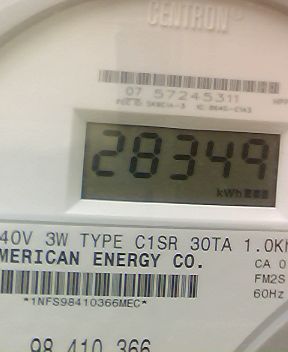 CENTRON®
07 57245311
28349
kWh
40V 3W TYPE C1SR 30TA 1.0Kh
MERICAN ENERGY CO.
CA 0
FM2S
60Hz
*1NFS98410366MEC*
98 410 366